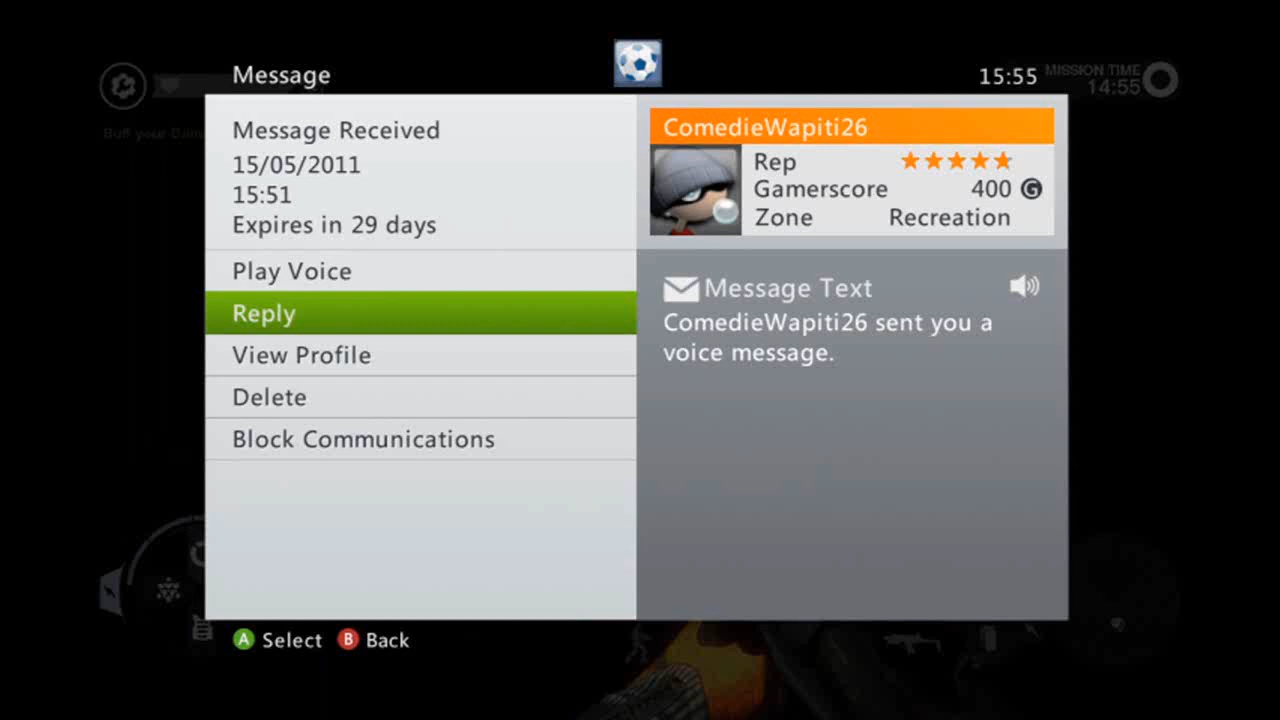 Message
15:55
MISSION TIME
14:55
Buff your
Message Received
15/05/2011
15:51
Expires in 29 days
Play Voice
Reply
View Profile
Delete
Block Communications
ComedieWapiti26
Rep
Gamerscore 400 G
Zone Recreation
Message Text
ComedieWapiti26 sent you a
voice message.
A Select B Back